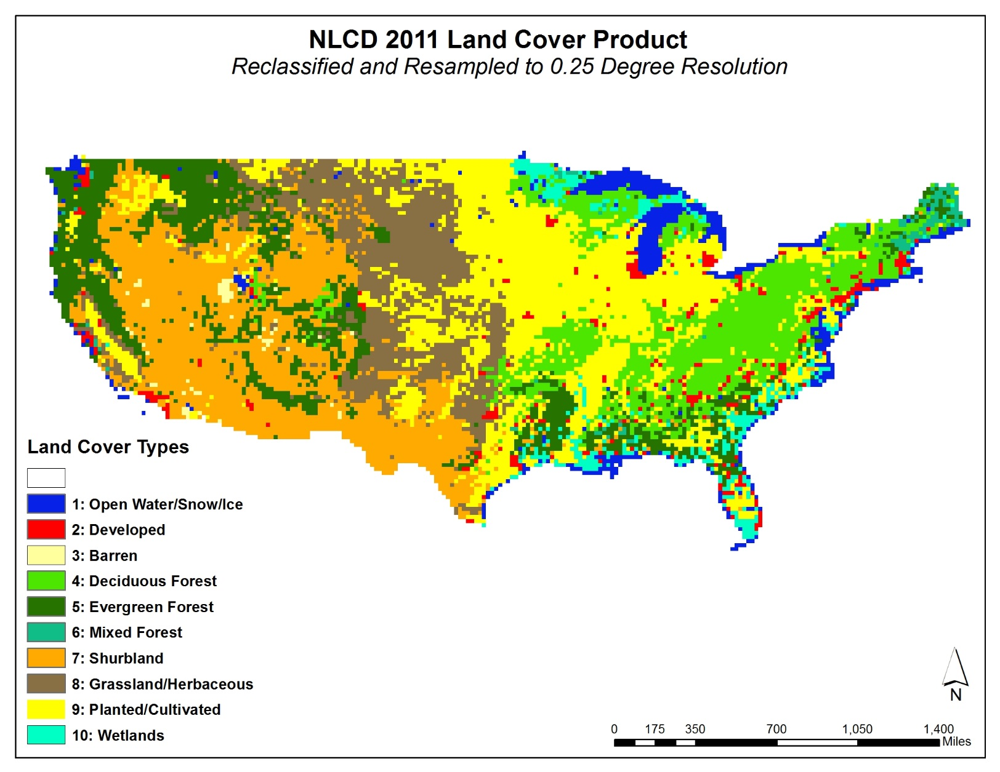 NLCD 2011 Land Cover Product
Reclassified and Resampled to 0.25 Degree Resolution
Land Cover Types
1: Open Water/Snow/Ice
2: Developed
3: Barren
4: Deciduous Forest
5: Evergreen Forest
6: Mixed Forest
7: Shurbland
8: Grassland/Herbaceous
9: Planted/Cultivated
10: Wetlands
N
0 175 350 700 1,050 1,400
Miles